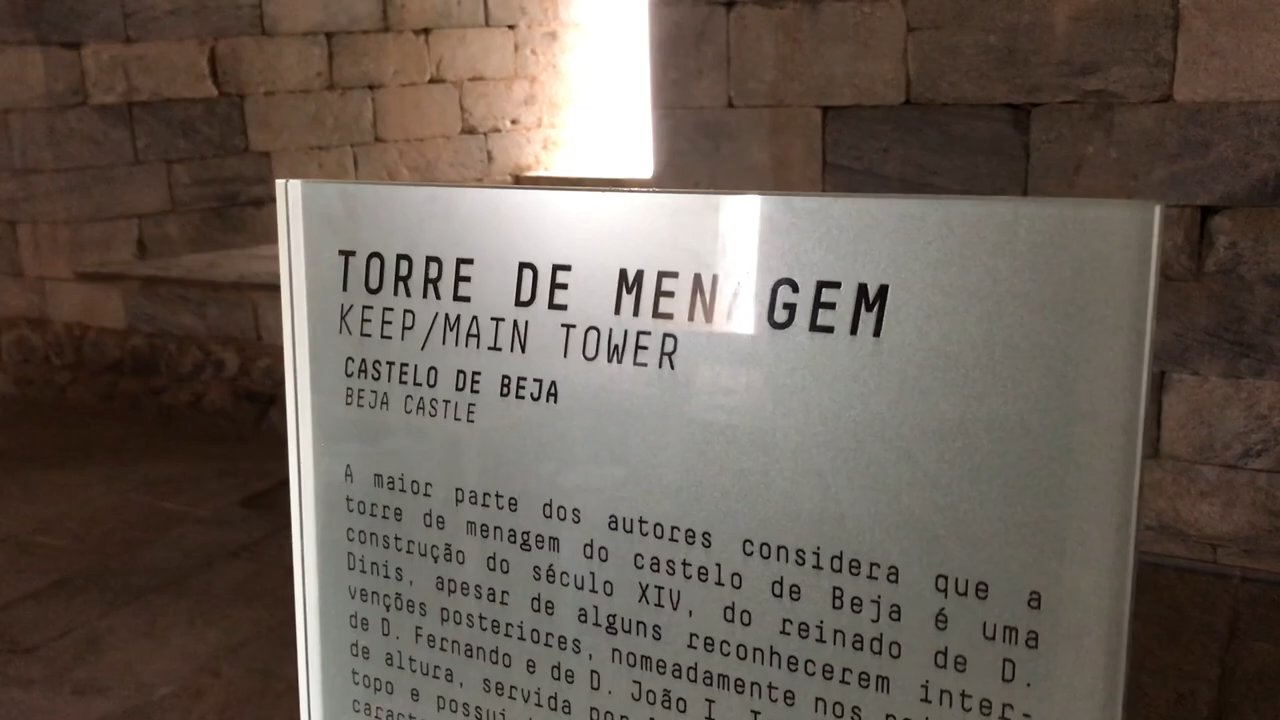 TORRE DE MENAGEM
KEEP/MAIN TOWER
CASTELO DE BEJA
BEJA CASTLE
A maior parte dos autores considera que a
torre de menagem do castelo de Beja é uma
construção do século XIV, do reinado de D.
Dinis, apesar de alguns reconhecerem inter-
venções posteriores, nomeadamente nos
de D. Fernando e de D. João I.
de altura, servida por
topo e possui